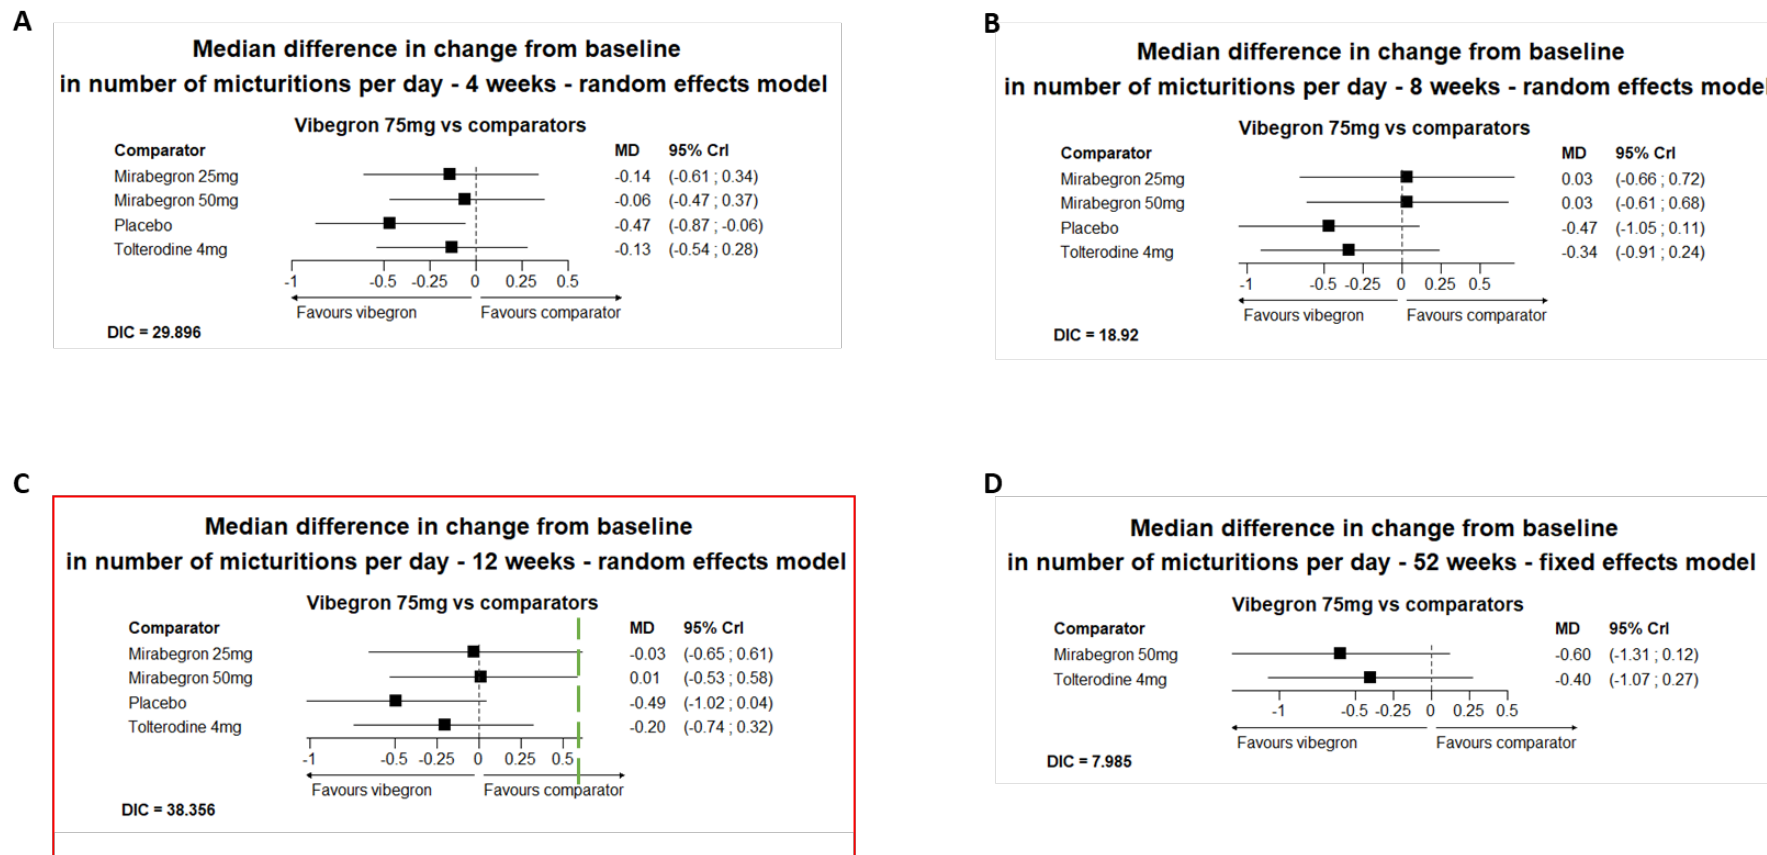 A
Median difference in change from baseline
in number of micturitions per day - 4 weeks - random effects model
Vibegron 75mg vs comparators
Comparator MD 95% CrI
Mirabegron 25mg -0.14 (-0.61 ; 0.34)
Mirabegron 50mg -0.06 (-0.47 ; 0.37)
Placebo -0.47 (-0.87 ; -0.06)
Tolterodine 4mg -0.13 (-0.54 ; 0.28)
-1 -0.5 -0.25 0 0.25 0.5
Favours vibegron Favours comparator
DIC = 29.896
B
Median difference in change from baseline
in number of micturitions per day - 8 weeks - random effects model
Vibegron 75mg vs comparators
Comparator MD 95% CrI
Mirabegron 25mg 0.03 (-0.66 ; 0.72)
Mirabegron 50mg 0.03 (-0.61 ; 0.68)
Placebo -0.47 (-1.05 ; 0.11)
Tolterodine 4mg -0.34 (-0.91 ; 0.24)
-1 -0.5 -0.25 0 0.25 0.5
Favours vibegron Favours comparator
DIC = 18.92
C
Median difference in change from baseline
in number of micturitions per day - 12 weeks - random effects model
Vibegron 75mg vs comparators
Comparator MD 95% CrI
Mirabegron 25mg -0.03 (-0.65 ; 0.61)
Mirabegron 50mg 0.01 (-0.53 ; 0.58)
Placebo -0.49 (-1.02 ; 0.04)
Tolterodine 4mg -0.20 (-0.74 ; 0.32)
-1 -0.5 -0.25 0 0.25 0.5
Favours vibegron Favours comparator
DIC = 38.356
D
Median difference in change from baseline
in number of micturitions per day - 52 weeks - fixed effects model
Vibegron 75mg vs comparators
Comparator MD 95% CrI
Mirabegron 50mg -0.60 (-1.31 ; 0.12)
Tolterodine 4mg -0.40 (-1.07 ; 0.27)
-1 -0.5 -0.25 0 0.25 0.5
Favours vibegron Favours comparator
DIC = 7.985